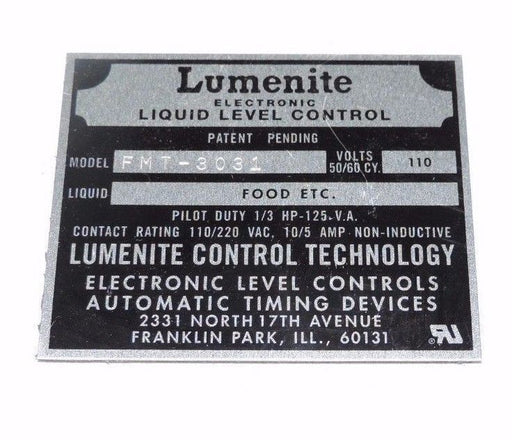 Lumenite
ELECTRONIC
LIQUID LEVEL CONTROL
PATENT PENDING
MODEL FMT-3031 VOLTS 50/60 CY. 110
LIQUID FOOD ETC.
PILOT DUTY 1/3 HP-125-V.A.
CONTACT RATING 110/220 VAC, 10/5 AMP NON-INDUCTIVE
LUMENITE CONTROL TECHNOLOGY
ELECTRONIC LEVEL CONTROLS
AUTOMATIC TIMING DEVICES
2331 NORTH 17TH AVENUE
FRANKLIN PARK, ILL., 60131
RU®